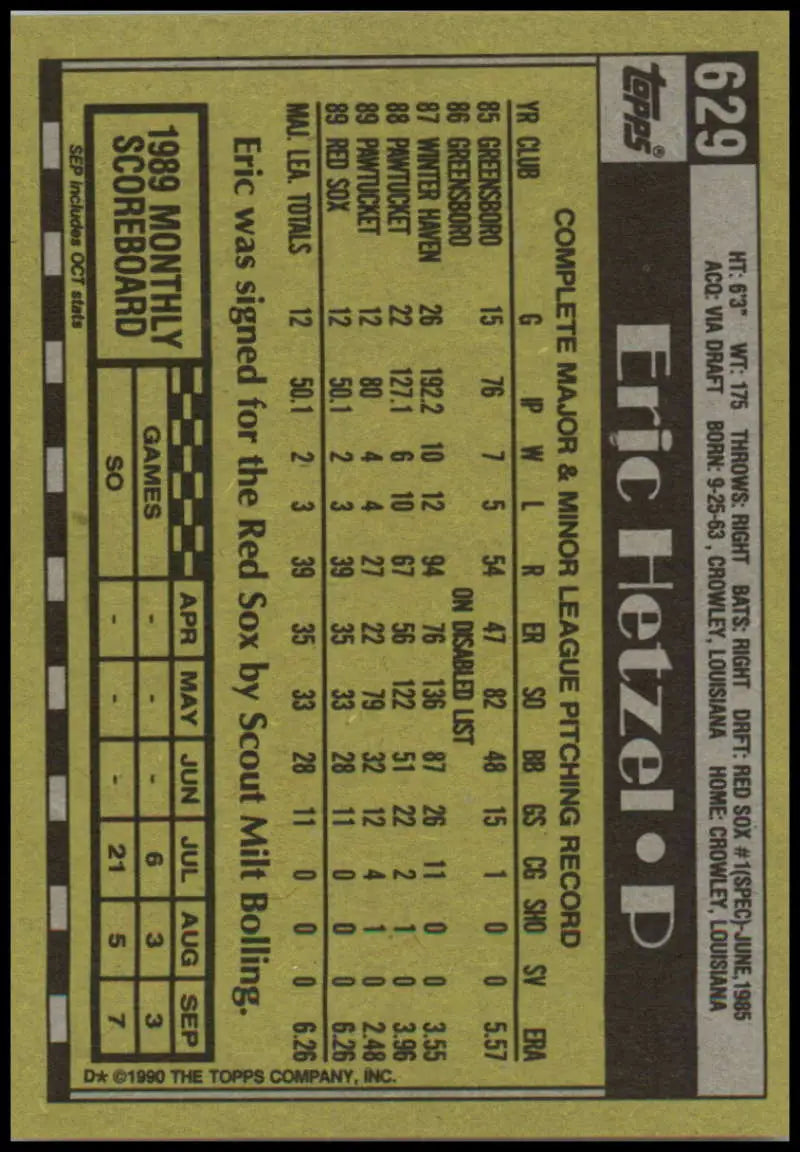 629
HT: 6'3" WT: 175 THROWS: RIGHT BATS: RIGHT DRFT: RED SOX #1(SPEC)-JUNE, 1985
ACQ: VIA DRAFT BORN: 9-25-63, CROWLEY, LOUISIANA HOME: CROWLEY, LOUISIANA
Topps®
Eric Hetzel • P
COMPLETE MAJOR & MINOR LEAGUE PITCHING RECORD
YR CLUB G IP W L R ER SO BB GS CG SHO SV ERA
85 GREENSBORO 15 76 7 5 54 47 82 48 15 1 0 0 5.57
86 GREENSBORO ON DISABLED LIST
87 WINTER HAVEN 26 192.2 10 12 94 76 136 87 26 11 0 0 3.55
88 PAWTUCKET 22 127.1 6 10 67 56 122 51 22 2 1 0 3.96
89 PAWTUCKET 12 80 4 4 27 22 79 32 12 4 1 0 2.48
89 RED SOX 12 50.1 2 3 39 35 33 28 11 0 0 0 6.26
MAJ. LEA. TOTALS 12 50.1 2 3 39 35 33 28 11 0 0 0 6.26
Eric was signed for the Red Sox by Scout Milt Bolling.
1989 MONTHLY
SCOREBOARD
APR MAY JUN JUL AUG SEP
GAMES - - - 6 3 3
SO - - - 21 5 7
SEP includes OCT stats
D* ©1990 THE TOPPS COMPANY, INC.